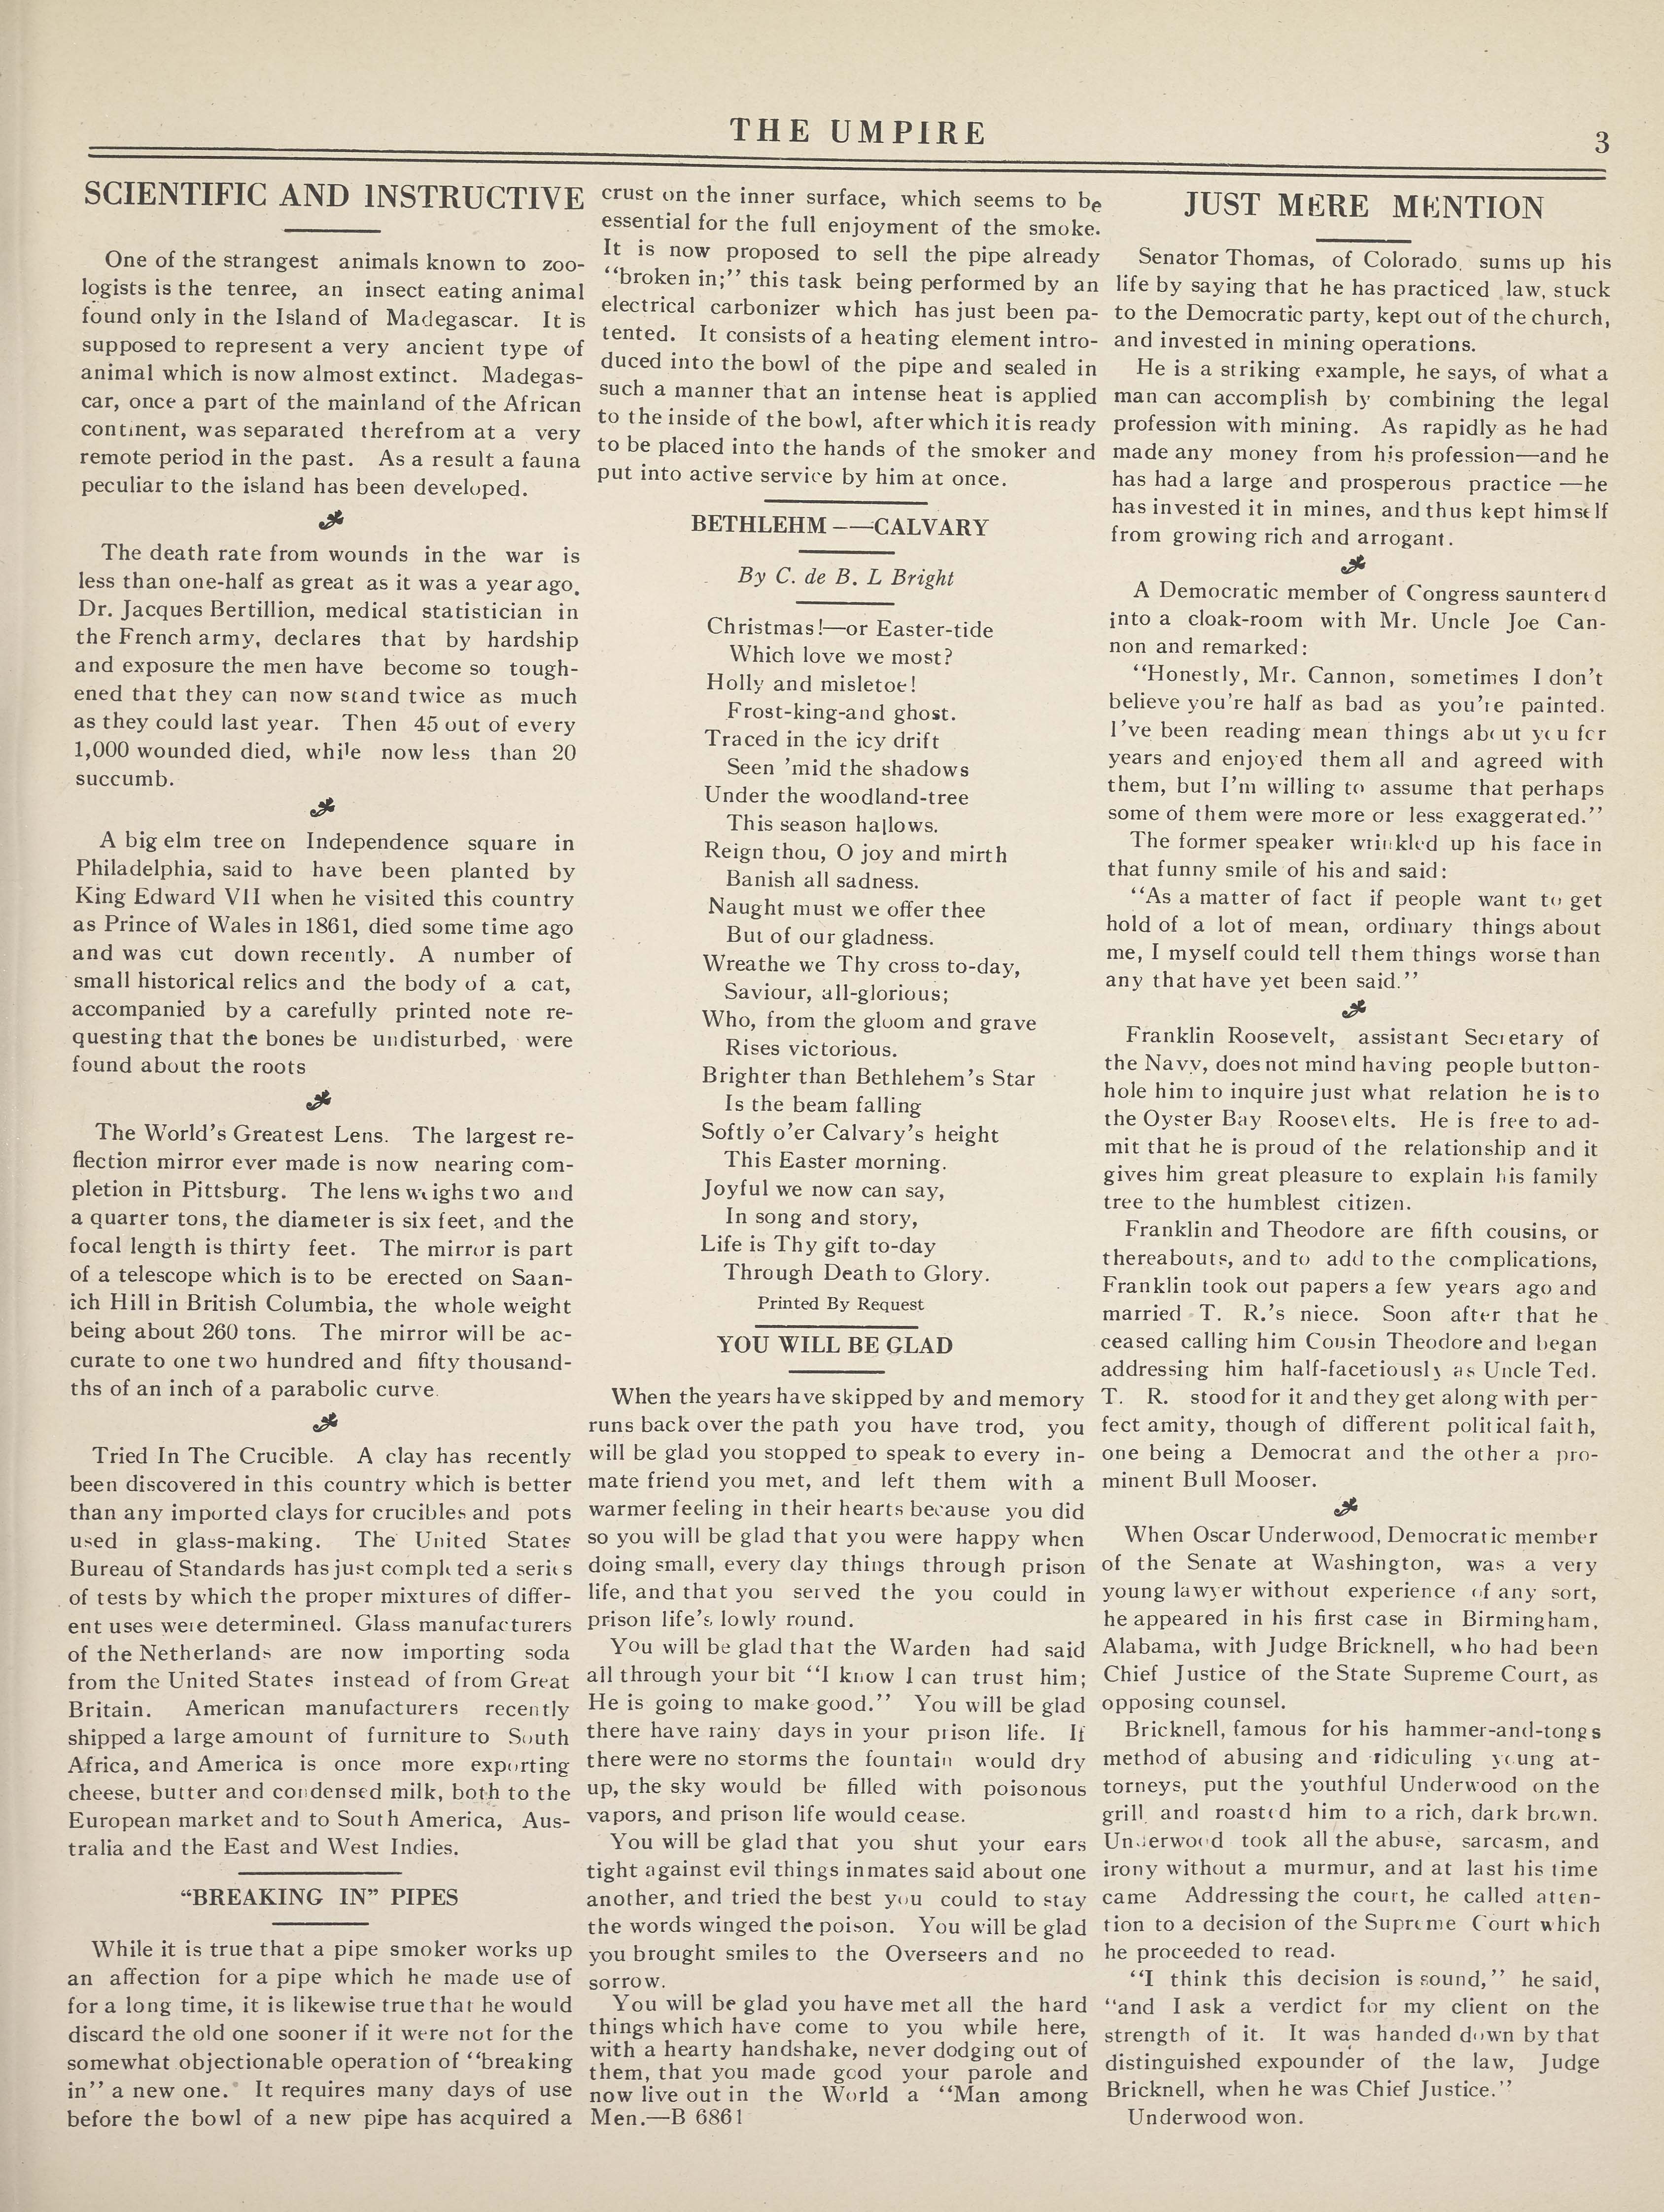 THE UMPIRE
3
SCIENTIFIC AND INSTRUCTIVE
One of the strangest animals known to zoo-
logists is the tenree, an insect eating animal
found only in the Island of Madegascar. It is
supposed to represent a very ancient type of
animal which is now almost extinct. Madegas-
car, once a part of the mainland of the African
continent, was separated therefrom at a very
remote period in the past. As a result a fauna
peculiar to the island has been developed.
The death rate from wounds in the war is
less than one-half as great as it was a year ago.
Dr. Jacques Bertillion, medical statistician in
the French army, declares that by hardship
and exposure the men have become so tough-
ened that they can now stand twice as much
as they could last year. Then 45 out of every
1,000 wounded died, while now less than 20
succumb.
A big elm tree on Independence square in
Philadelphia, said to have been planted by
King Edward VII when he visited this country
as Prince of Wales in 1861, died some time ago
and was cut down recently. A number of
small historical relics and the body of a cat,
accompanied by a carefully printed note re-
questing that the bones be undisturbed, were
found about the roots
The World's Greatest Lens. The largest re-
flection mirror ever made is now nearing com-
pletion in Pittsburg. The lens weighs two and
a quarter tons, the diameter is six feet, and the
focal length is thirty feet. The mirror is part
of a telescope which is to be erected on Saan-
ich Hill in British Columbia, the whole weight
being about 260 tons. The mirror will be ac-
curate to one two hundred and fifty thousand-
ths of an inch of a parabolic curve.
Tried In The Crucible. A clay has recently
been discovered in this country which is better
than any imported clays for crucibles and pots
used in glass-making. The United States
Bureau of Standards has just completed a series
of tests by which the proper mixtures of differ-
ent uses were determined. Glass manufacturers
of the Netherlands are now importing soda
from the United States instead of from Great
Britain. American manufacturers recently
shipped a large amount of furniture to South
Africa, and America is once more exporting
cheese, butter and condensed milk, both to the
European market and to South America, Aus-
tralia and the East and West Indies.
"BREAKING IN" PIPES
While it is true that a pipe smoker works up
an affection for a pipe which he made use of
for a long time, it is likewise true that he would
discard the old one sooner if it were not for the
somewhat objectionable operation of "breaking
in" a new one. It requires many days of use
before the bowl of a new pipe has acquired a
crust on the inner surface, which seems to be
essential for the full enjoyment of the smoke.
It is now proposed to sell the pipe already
"broken in;" this task being performed by an
electrical carbonizer which has just been pa-
tented. It consists of a heating element intro-
duced into the bowl of the pipe and sealed in
such a manner that an intense heat is applied
to the inside of the bowl, after which it is ready
to be placed into the hands of the smoker and
put into active service by him at once.
BETHLEHM——CALVARY
By C. de B. L Bright
Christmas!—or Easter-tide
Which love we most?
Holly and misletoe!
Frost-king-and ghost.
Traced in the icy drift
Seen 'mid the shadows
Under the woodland-tree
This season hallows.
Reign thou, O joy and mirth
Banish all sadness.
Naught must we offer thee
But of our gladness.
Wreathe we Thy cross to-day,
Saviour, all-glorious;
Who, from the gloom and grave
Rises victorious.
Brighter than Bethlehem's Star
Is the beam falling
Softly o'er Calvary's height
This Easter morning.
Joyful we now can say,
In song and story,
Life is Thy gift to-day
Through Death to Glory.
Printed By Request
YOU WILL BE GLAD
When the years have skipped by and memory
runs back over the path you have trod, you
will be glad you stopped to speak to every in-
mate friend you met, and left them with a
warmer feeling in their hearts because you did
so you will be glad that you were happy when
doing small, every day things through prison
life, and that you served the you could in
prison life's lowly round.
You will be glad that the Warden had said
all through your bit "I know I can trust him;
He is going to make good." You will be glad
there have rainy days in your prison life. If
there were no storms the fountain would dry
up, the sky would be filled with poisonous
vapors, and prison life would cease.
You will be glad that you shut your ears
tight against evil things inmates said about one
another, and tried the best you could to stay
the words winged the poison. You will be glad
you brought smiles to the Overseers and no
sorrow.
You will be glad you have met all the hard
things which have come to you while here,
with a hearty handshake, never dodging out of
them, that you made good your parole and
now live out in the World a "Man among
Men.—B 6861
JUST MERE MENTION
Senator Thomas, of Colorado, sums up his
life by saying that he has practiced law, stuck
to the Democratic party, kept out of the church,
and invested in mining operations.
He is a striking example, he says, of what a
man can accomplish by combining the legal
profession with mining. As rapidly as he had
made any money from his profession—and he
has had a large and prosperous practice —he
has invested it in mines, and thus kept himself
from growing rich and arrogant.
A Democratic member of Congress sauntered
into a cloak-room with Mr. Uncle Joe Can-
non and remarked:
"Honestly, Mr. Cannon, sometimes I don't
believe you're half as bad as you're painted.
I've been reading mean things about you for
years and enjoyed them all and agreed with
them, but I'm willing to assume that perhaps
some of them were more or less exaggerated."
The former speaker wrinkled up his face in
that funny smile of his and said:
"As a matter of fact if people want to get
hold of a lot of mean, ordinary things about
me, I myself could tell them things worse than
any that have yet been said."
Franklin Roosevelt, assistant Secretary of
the Navy, does not mind having people button-
hole him to inquire just what relation he is to
the Oyster Bay Roosevelts. He is free to ad-
mit that he is proud of the relationship and it
gives him great pleasure to explain his family
tree to the humblest citizen.
Franklin and Theodore are fifth cousins, or
thereabouts, and to add to the complications,
Franklin took out papers a few years ago and
married T. R.'s niece. Soon after that he
ceased calling him Cousin Theodore and began
addressing him half-facetiously as Uncle Ted.
T. R. stood for it and they get along with per-
fect amity, though of different political faith,
one being a Democrat and the other a pro-
minent Bull Mooser.
When Oscar Underwood, Democratic member
of the Senate at Washington, was a very
young lawyer without experience of any sort,
he appeared in his first case in Birmingham,
Alabama, with Judge Bricknell, who had been
Chief Justice of the State Supreme Court, as
opposing counsel.
Bricknell, famous for his hammer-and-tongs
method of abusing and ridiculing young at-
torneys, put the youthful Underwood on the
grill and roasted him to a rich, dark brown.
Underwood took all the abuse, sarcasm, and
irony without a murmur, and at last his time
came Addressing the court, he called atten-
tion to a decision of the Supreme Court which
he proceeded to read.
"I think this decision is sound," he said,
"and I ask a verdict for my client on the
strength of it. It was handed down by that
distinguished expounder of the law, Judge
Bricknell, when he was Chief Justice."
Underwood won.